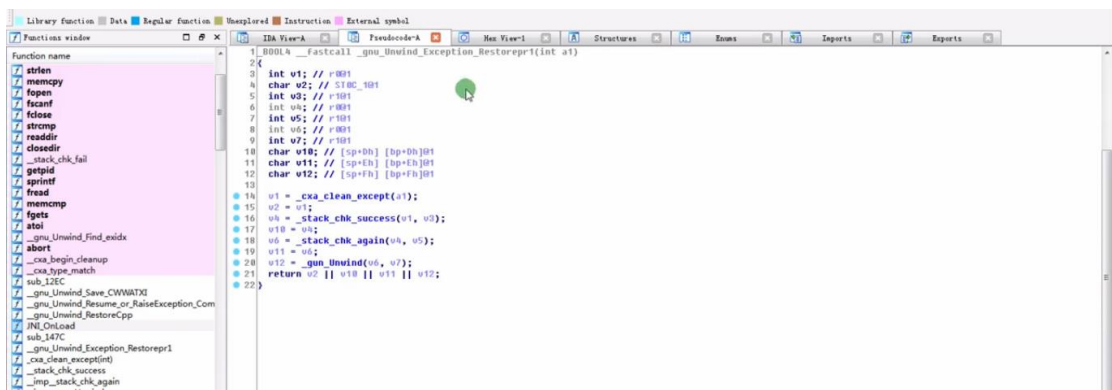 Library function Data Regular function Unexplored Instruction External symbol
Functions window
IDA View-A Pseudocode-A Hex View-1 Structures Enums Imports Exports
Function name
strlen
memcpy
fopen
fscanf
fclose
strcmp
readdir
closedir
__stack_chk_fail
getpid
sprintf
fread
memcmp
fgets
atoi
__gnu_Unwind_Find_exidx
abort
__cxa_begin_cleanup
__cxa_type_match
sub_12EC
__gnu_Unwind_Save_CWWATXI
__gnu_Unwind_Resume_or_RaiseException_Com
__gnu_Unwind_RestoreCpp
JNI_OnLoad
sub_147C
__gnu_Unwind_Exception_Restorepr1
_cxa_clean_except(int)
__stack_chk_success
__imp__stack_chk_again
1 BOOL4 __fastcall _gnu_Unwind_Exception_Restorepr1(int a1)
2 {
3 int v1; // r0@1
4 char v2; // ST0C_1@1
5 int v3; // r1@1
6 int v4; // r0@1
7 int v5; // r1@1
8 int v6; // r0@1
9 int v7; // r1@1
10 char v10; // [sp+Dh] [bp+Dh]@1
11 char v11; // [sp+Eh] [bp+Eh]@1
12 char v12; // [sp+Fh] [bp+Fh]@1
13
14 v1 = _cxa_clean_except(a1);
15 v2 = v1;
16 v4 = _stack_chk_success(v1, v3);
17 v10 = v4;
18 v6 = _stack_chk_again(v4, v5);
19 v11 = v6;
20 v12 = _gun_Unwind(v6, v7);
21 return v2 || v10 || v11 || v12;
22 }